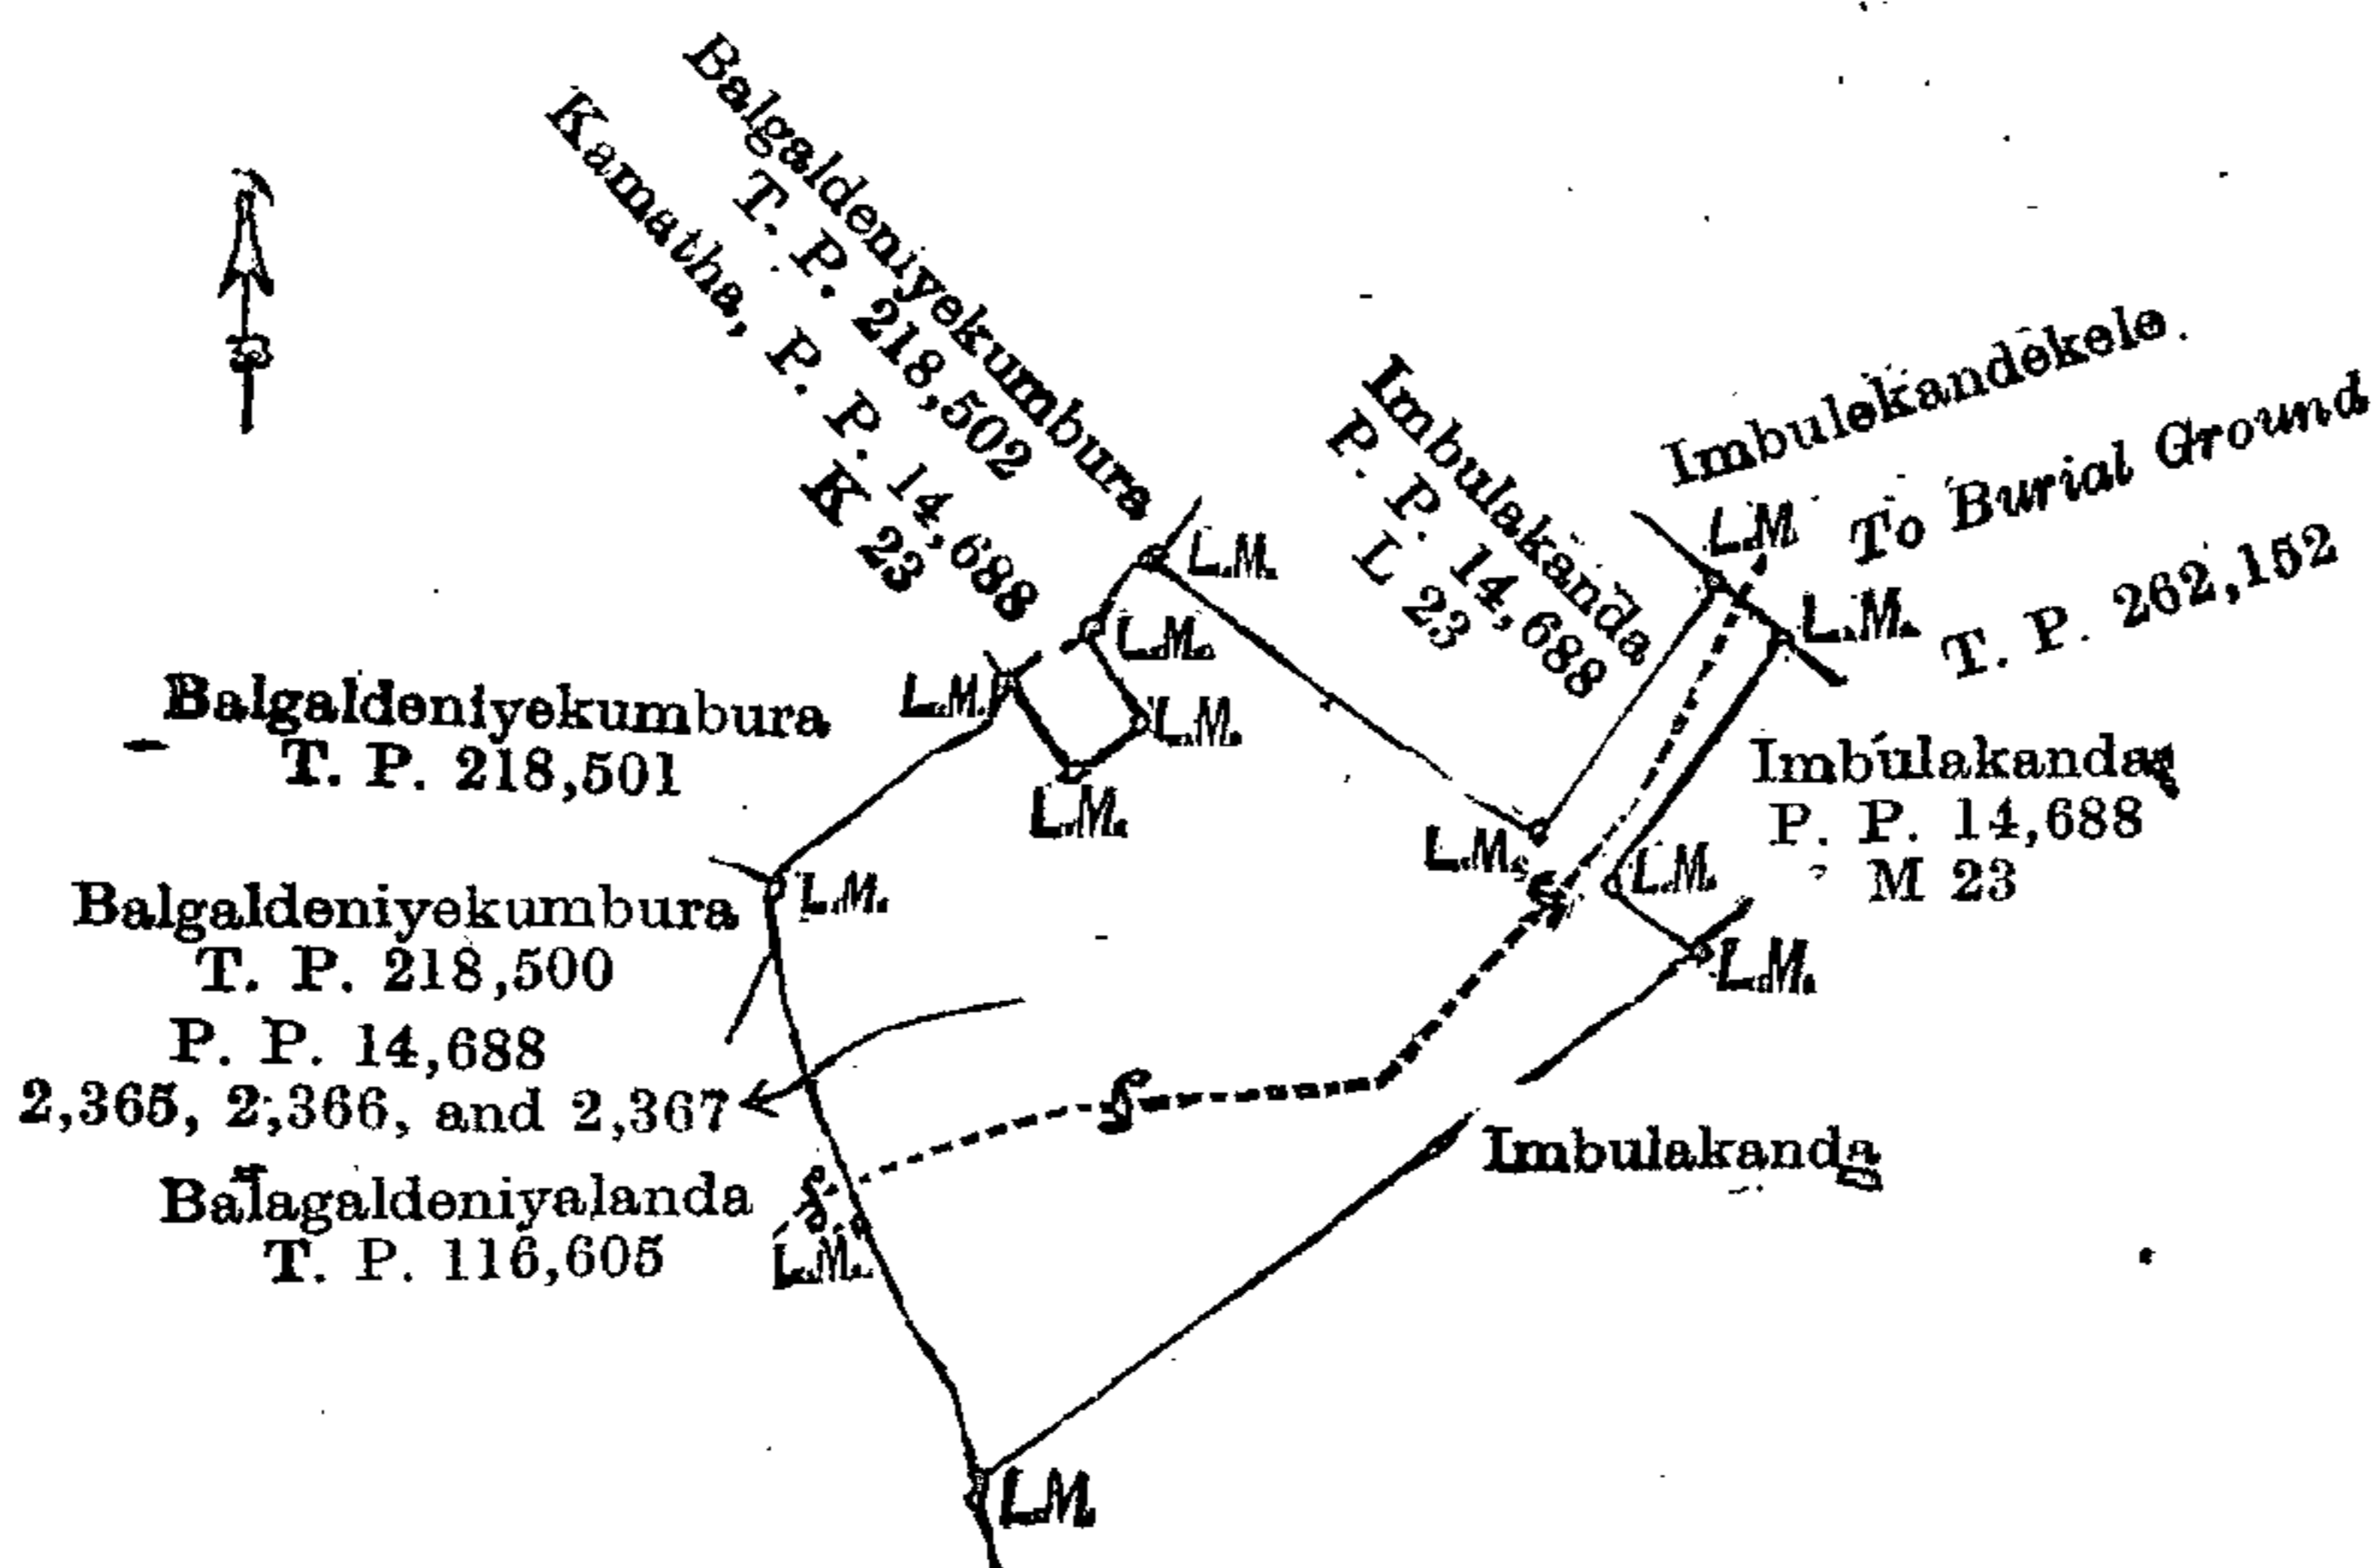 Balgaldeniyekumbura
T. P. 218,502
Kamatha, P. P. 14,688
K 23
Imbulakanda
P. P. 14,688
L 23
Imbulekandekele.
To Burial Ground
T. P. 262,152
L.M.
L.M.
L.M.
L.M.
L.M.
L.M.
L.M.
Balgaldeniyekumbura
T. P. 218,501
Imbulakanda
P. P. 14,688
M 23
L.M.
L.M.
L.M.
L.M.
Balgaldeniyekumbura
T. P. 218,500
P. P. 14,688
2,365, 2,366, and 2,367
Imbulakanda
Balagaldeniyalanda
T. P. 116,605
L.M.
L.M.